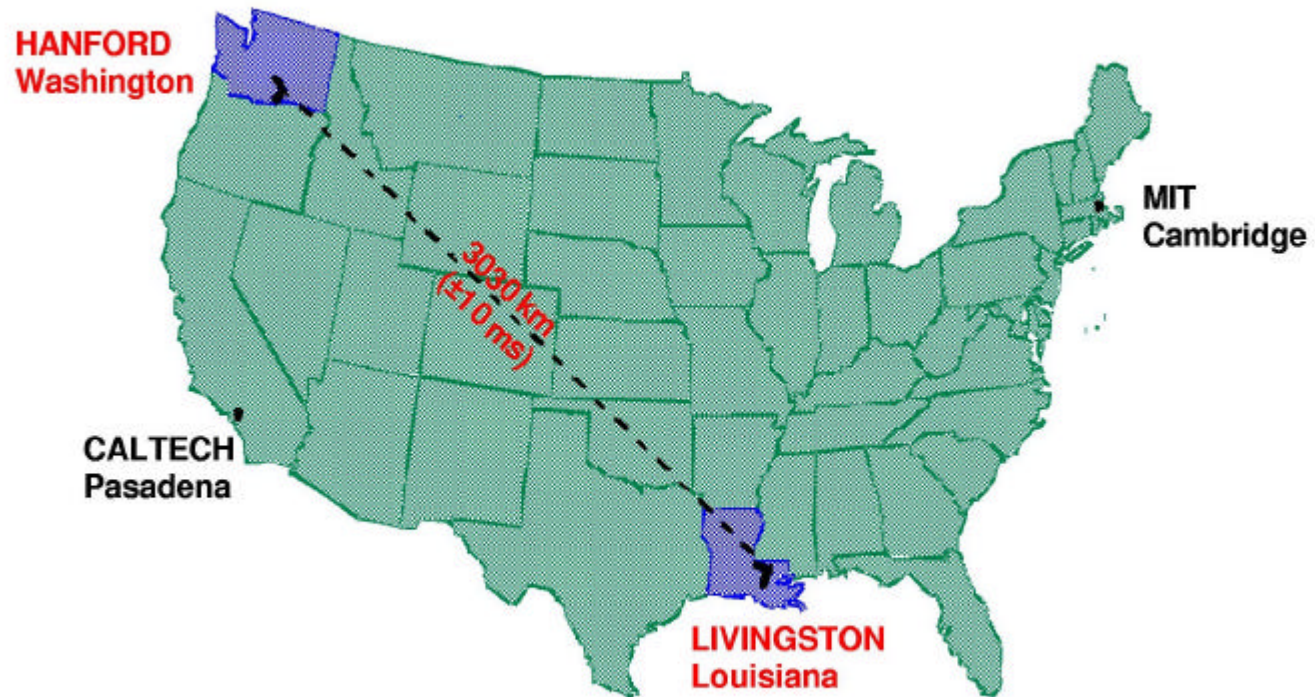 HANFORD
Washington
MIT
Cambridge
3030 km
(±10 ms)
CALTECH
Pasadena
LIVINGSTON
Louisiana